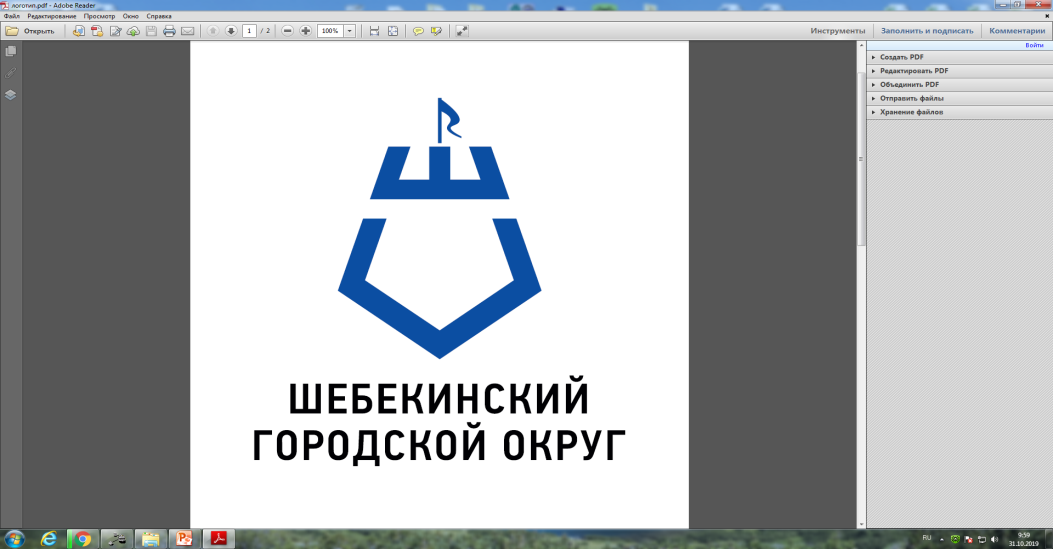 логотип.pdf - Adobe Reader
Файл Редактирование Просмотр Окно Справка
Открыть 1 / 2 100% Инструменты Заполнить и подписать Комментарии
Войти
Создать PDF
Редактировать PDF
Объединить PDF
Отправить файлы
Хранение файлов
ШЕБЕКИНСКИЙ
ГОРОДСКОЙ ОКРУГ
RU 9:59
31.10.2019